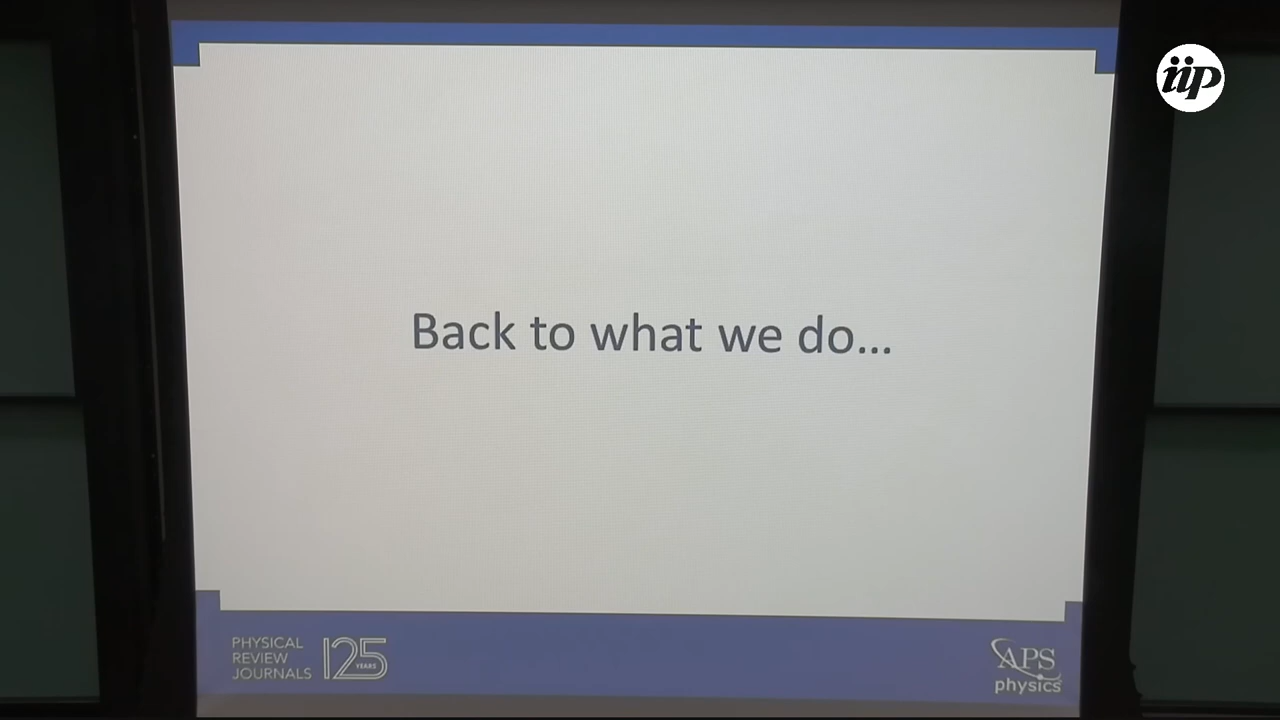 iip
Back to what we do...
PHYSICAL
REVIEW
JOURNALS
125
YEARS
APS
physics